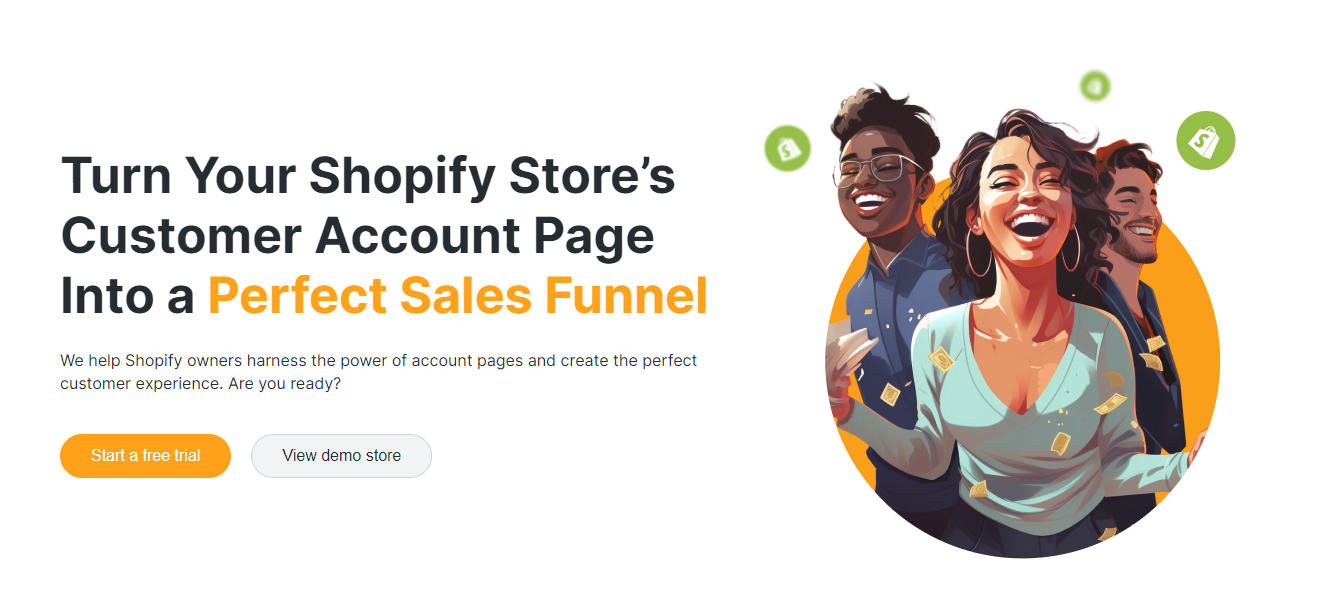 Turn Your Shopify Store’s
Customer Account Page
Into a Perfect Sales Funnel
We help Shopify owners harness the power of account pages and create the perfect
customer experience. Are you ready?
Start a free trial
View demo store